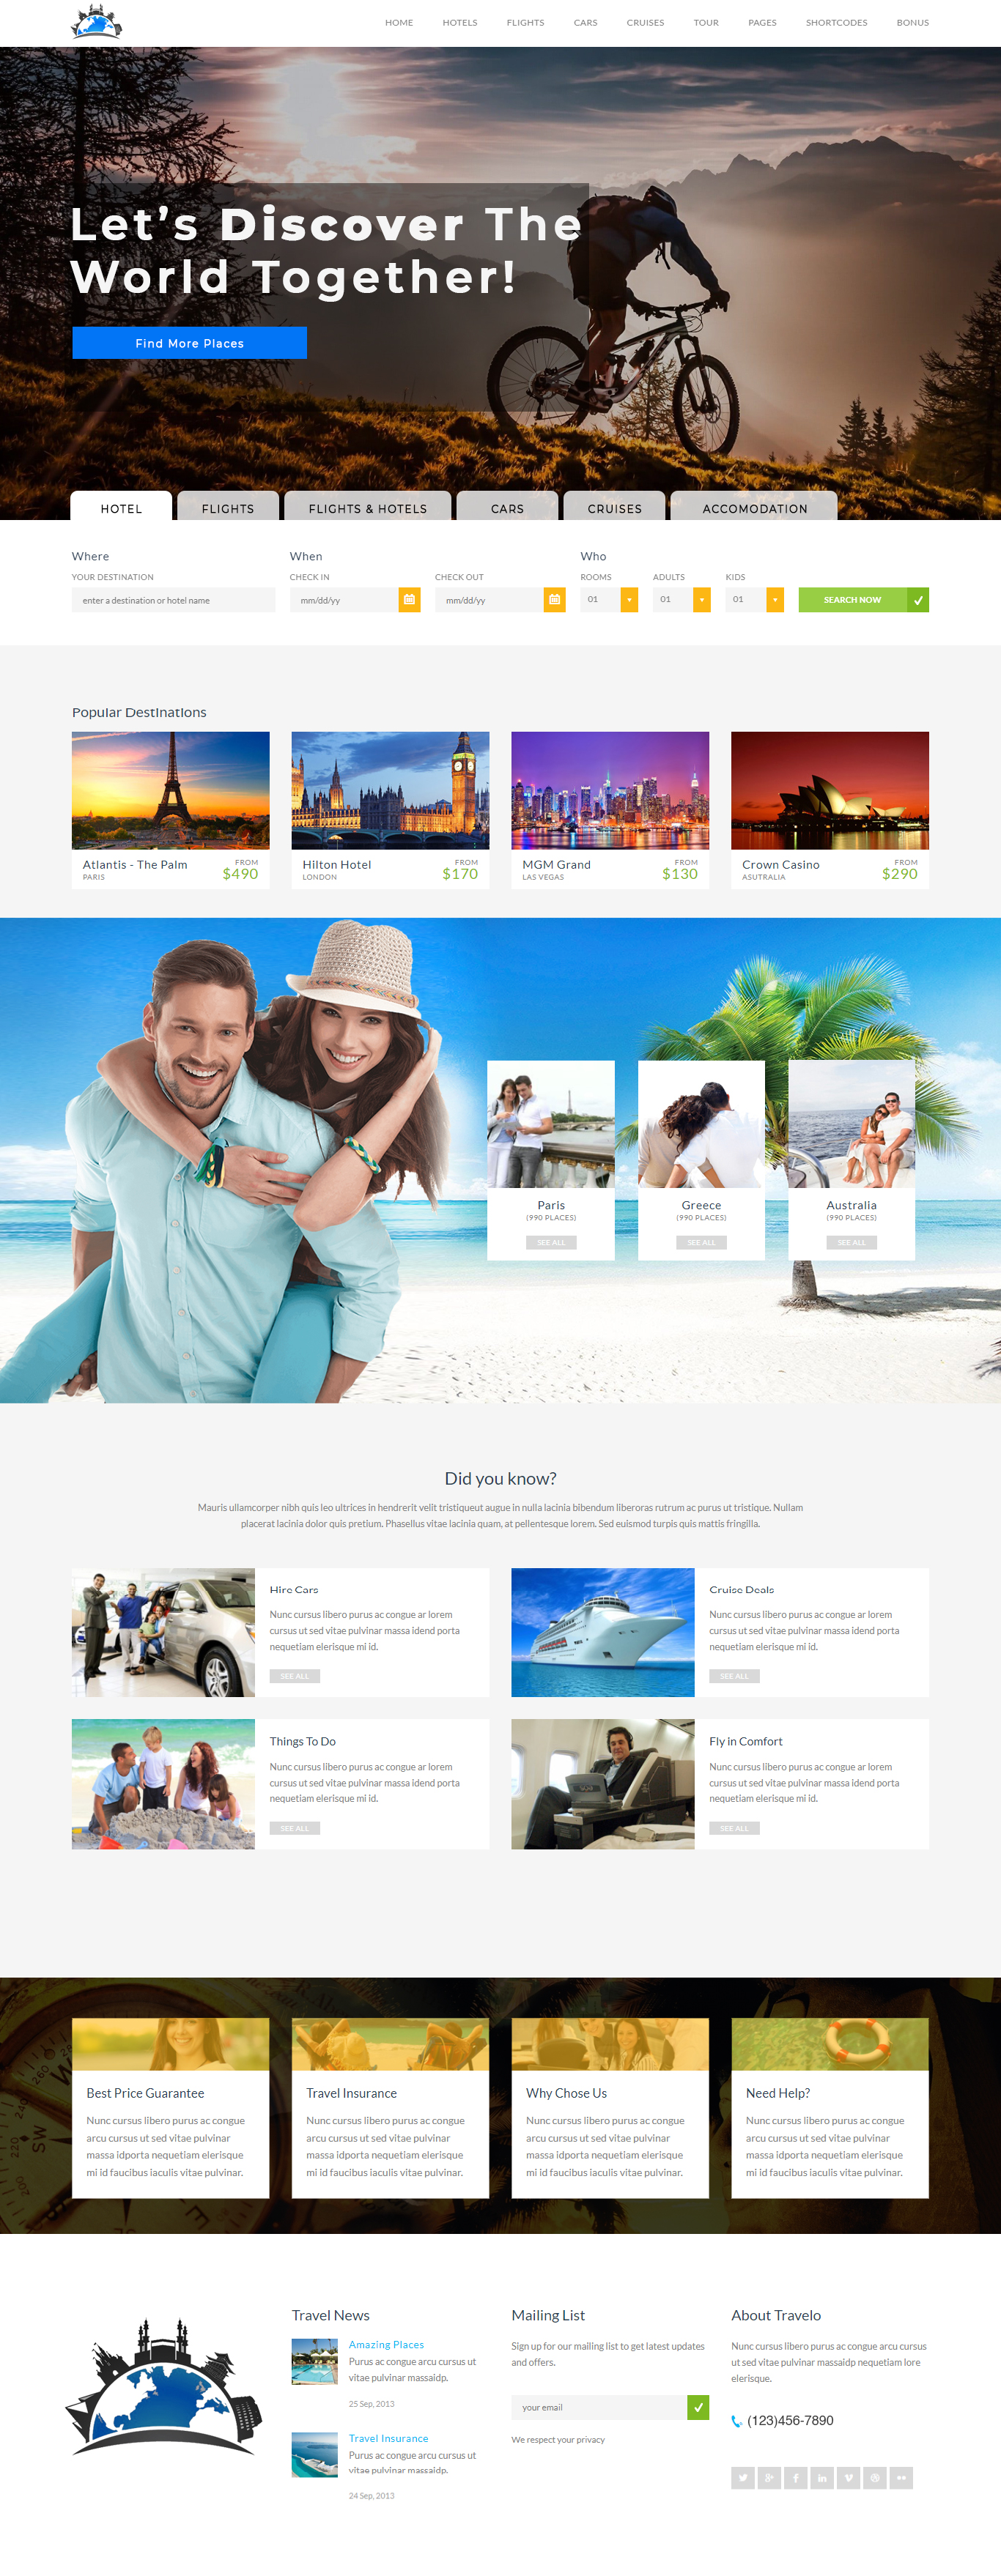 HOME HOTELS FLIGHTS CARS CRUISES TOUR PAGES SHORTCODES BONUS
Let's Discover The
World Together!
Find More Places
HOTEL FLIGHTS FLIGHTS & HOTELS CARS CRUISES ACCOMODATION
Where When Who
YOUR DESTINATION CHECK IN CHECK OUT ROOMS ADULTS KIDS
enter a destination or hotel name mm/dd/yy mm/dd/yy 01 01 01 SEARCH NOW
Popular Destinations
Atlantis - The Palm
PARIS
FROM
$490
Hilton Hotel
LONDON
FROM
$170
MGM Grand
LAS VEGAS
FROM
$130
Crown Casino
ASUTRALIA
FROM
$290
Paris
(990 PLACES)
SEE ALL
Greece
(990 PLACES)
SEE ALL
Australia
(990 PLACES)
SEE ALL
Did you know?
Mauris ullamcorper nibh quis leo ultrices in hendrerit velit tristiqueut augue in nulla lacinia bibendum liberoras rutrum ac purus ut tristique. Nullam
placerat lacinia dolor quis pretium. Phasellus vitae lacinia quam, at pellentesque lorem. Sed euismod turpis quis mattis fringilla.
Hire Cars
Nunc cursus libero purus ac congue ar lorem
cursus ut sed vitae pulvinar massa idend porta
nequetiam elerisque mi id.
SEE ALL
Cruise Deals
Nunc cursus libero purus ac congue ar lorem
cursus ut sed vitae pulvinar massa idend porta
nequetiam elerisque mi id.
SEE ALL
Things To Do
Nunc cursus libero purus ac congue ar lorem
cursus ut sed vitae pulvinar massa idend porta
nequetiam elerisque mi id.
SEE ALL
Fly in Comfort
Nunc cursus libero purus ac congue ar lorem
cursus ut sed vitae pulvinar massa idend porta
nequetiam elerisque mi id.
SEE ALL
240
220
SW
Best Price Guarantee
Nunc cursus libero purus ac congue
arcu cursus ut sed vitae pulvinar
massa idporta nequetiam elerisque
mi id faucibus iaculis vitae pulvinar.
Travel Insurance
Nunc cursus libero purus ac congue
arcu cursus ut sed vitae pulvinar
massa idporta nequetiam elerisque
mi id faucibus iaculis vitae pulvinar.
Why Chose Us
Nunc cursus libero purus ac congue
arcu cursus ut sed vitae pulvinar
massa idporta nequetiam elerisque
mi id faucibus iaculis vitae pulvinar.
Need Help?
Nunc cursus libero purus ac congue
arcu cursus ut sed vitae pulvinar
massa idporta nequetiam elerisque
mi id faucibus iaculis vitae pulvinar.
Travel News
Amazing Places
Purus ac congue arcu cursus ut
vitae pulvinar massaidp.
25 Sep, 2013
Travel Insurance
Purus ac congue arcu cursus ut
vitae pulvinar massaidp.
24 Sep, 2013
Mailing List
Sign up for our mailing list to get latest updates
and offers.
your email
We respect your privacy
About Travelo
Nunc cursus libero purus ac congue arcu cursus
ut sed vitae pulvinar massaidp nequetiam lore
elerisque.
(123)456-7890